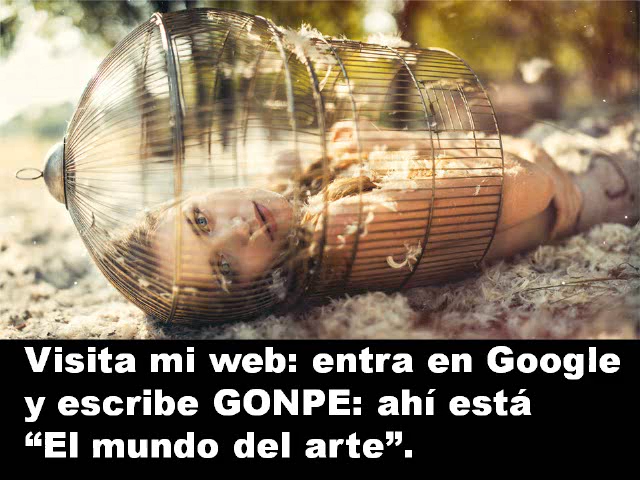 Visita mi web: entra en Google
y escribe GONPE: ahí está
“El mundo del arte”.